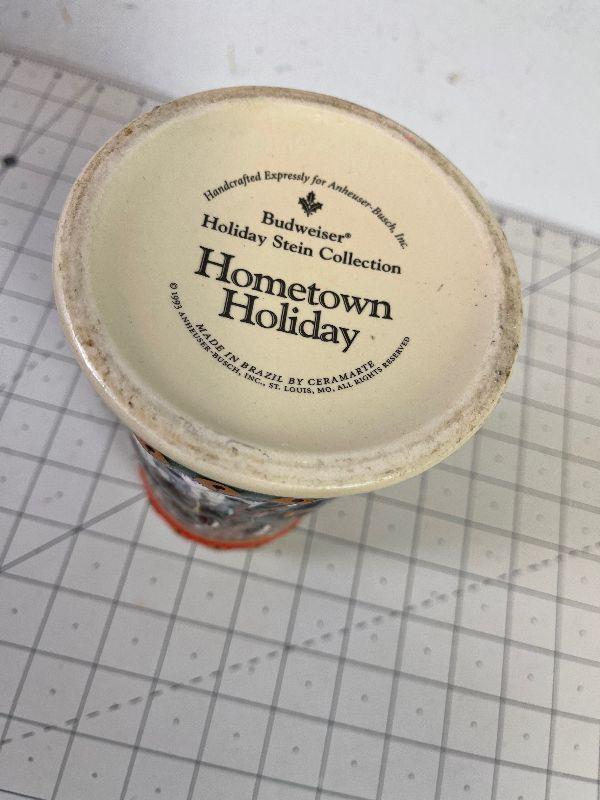 Handcrafted Expressly for Anheuser-Busch, Inc.
Budweiser®
Holiday Stein Collection
Hometown
Holiday
MADE IN BRAZIL BY CERAMARTE
© 1993 ANHEUSER-BUSCH, INC., ST. LOUIS, MO. ALL RIGHTS RESERVED